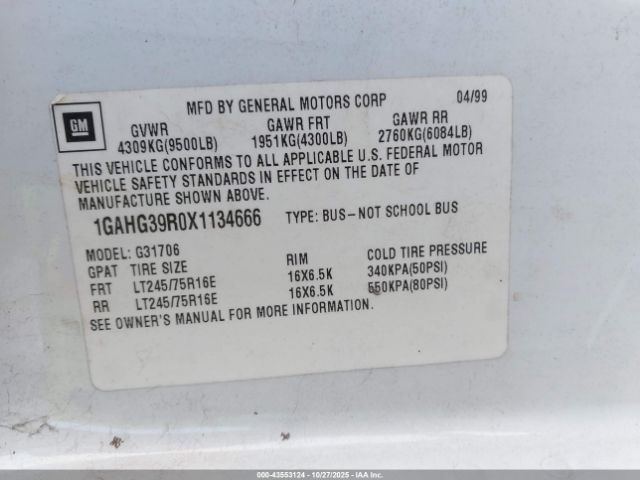 MFD BY GENERAL MOTORS CORP 04/99
GM
GVWR GAWR FRT GAWR RR
4309KG(9500LB) 1951KG(4300LB) 2760KG(6084LB)
THIS VEHICLE CONFORMS TO ALL APPLICABLE U.S. FEDERAL MOTOR
VEHICLE SAFETY STANDARDS IN EFFECT ON THE DATE OF
MANUFACTURE SHOWN ABOVE.
1GAHG39R0X1134666 TYPE: BUS-NOT SCHOOL BUS
MODEL: G31706
GPAT TIRE SIZE RIM COLD TIRE PRESSURE
FRT LT245/75R16E 16X6.5K 340KPA(50PSI)
RR LT245/75R16E 16X6.5K 550KPA(80PSI)
SEE OWNER'S MANUAL FOR MORE INFORMATION.
000-43553124 | 10/27/2025 | IAA Inc.